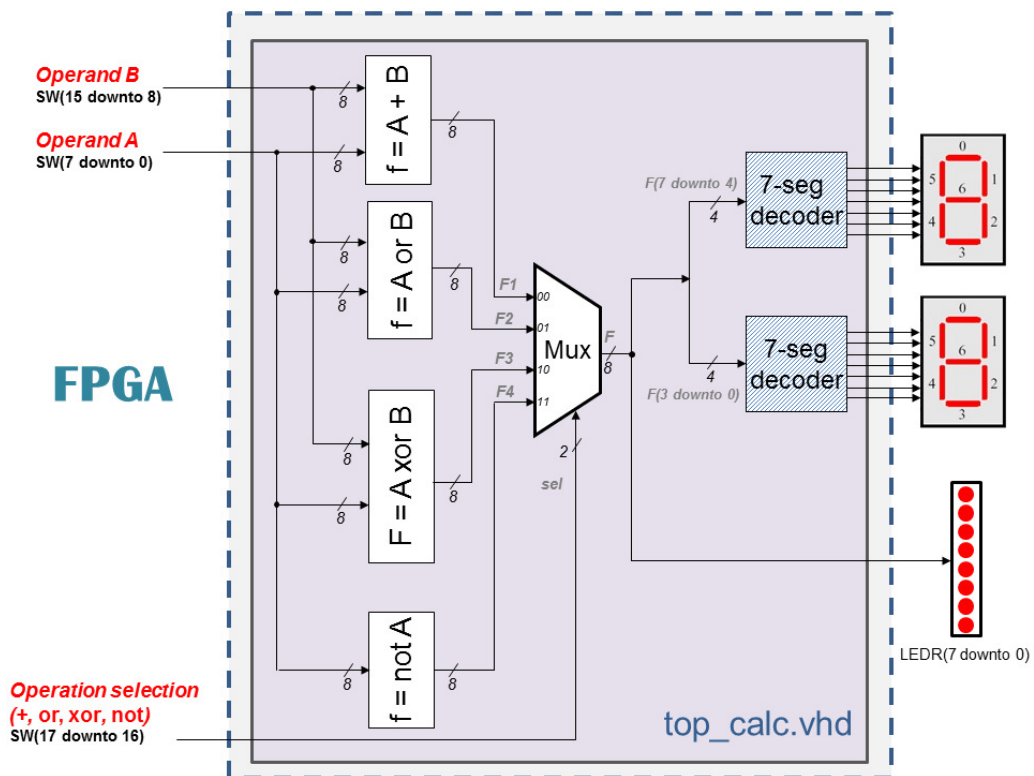 Operand B
SW(15 downto 8)
Operand A
SW(7 downto 0)
FPGA
Operation selection
(+, or, xor, not)
SW(17 downto 16)
8
8
f = A + B
8
8
8
f = A or B
8
8
8
F = A xor B
8
8
f = not A
8
F1
F2
F3
F4
00
01
10
11
Mux
2
sel
F
8
F(7 downto 4)
4
7-seg
decoder
4
F(3 downto 0)
7-seg
decoder
0
5
6
1
4
2
3
0
5
6
1
4
2
3
LEDR(7 downto 0)
top_calc.vhd